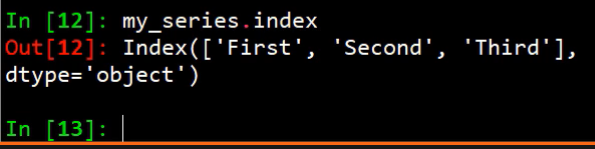 In [12]: my_series.index
Out[12]: Index(['First', 'Second', 'Third'],
dtype='object')
In [13]: